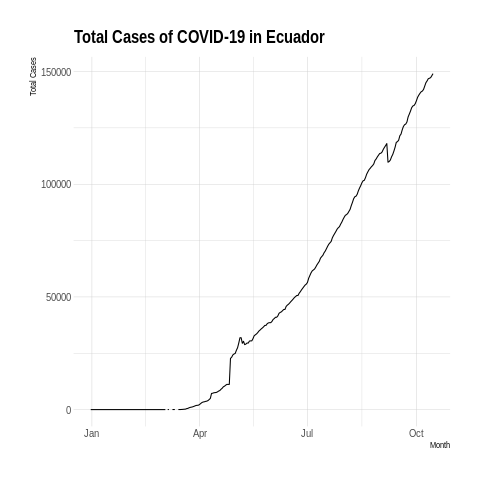 Total Cases of COVID-19 in Ecuador
Total Cases
150000
100000
50000
0
Jan Apr Jul Oct
Month